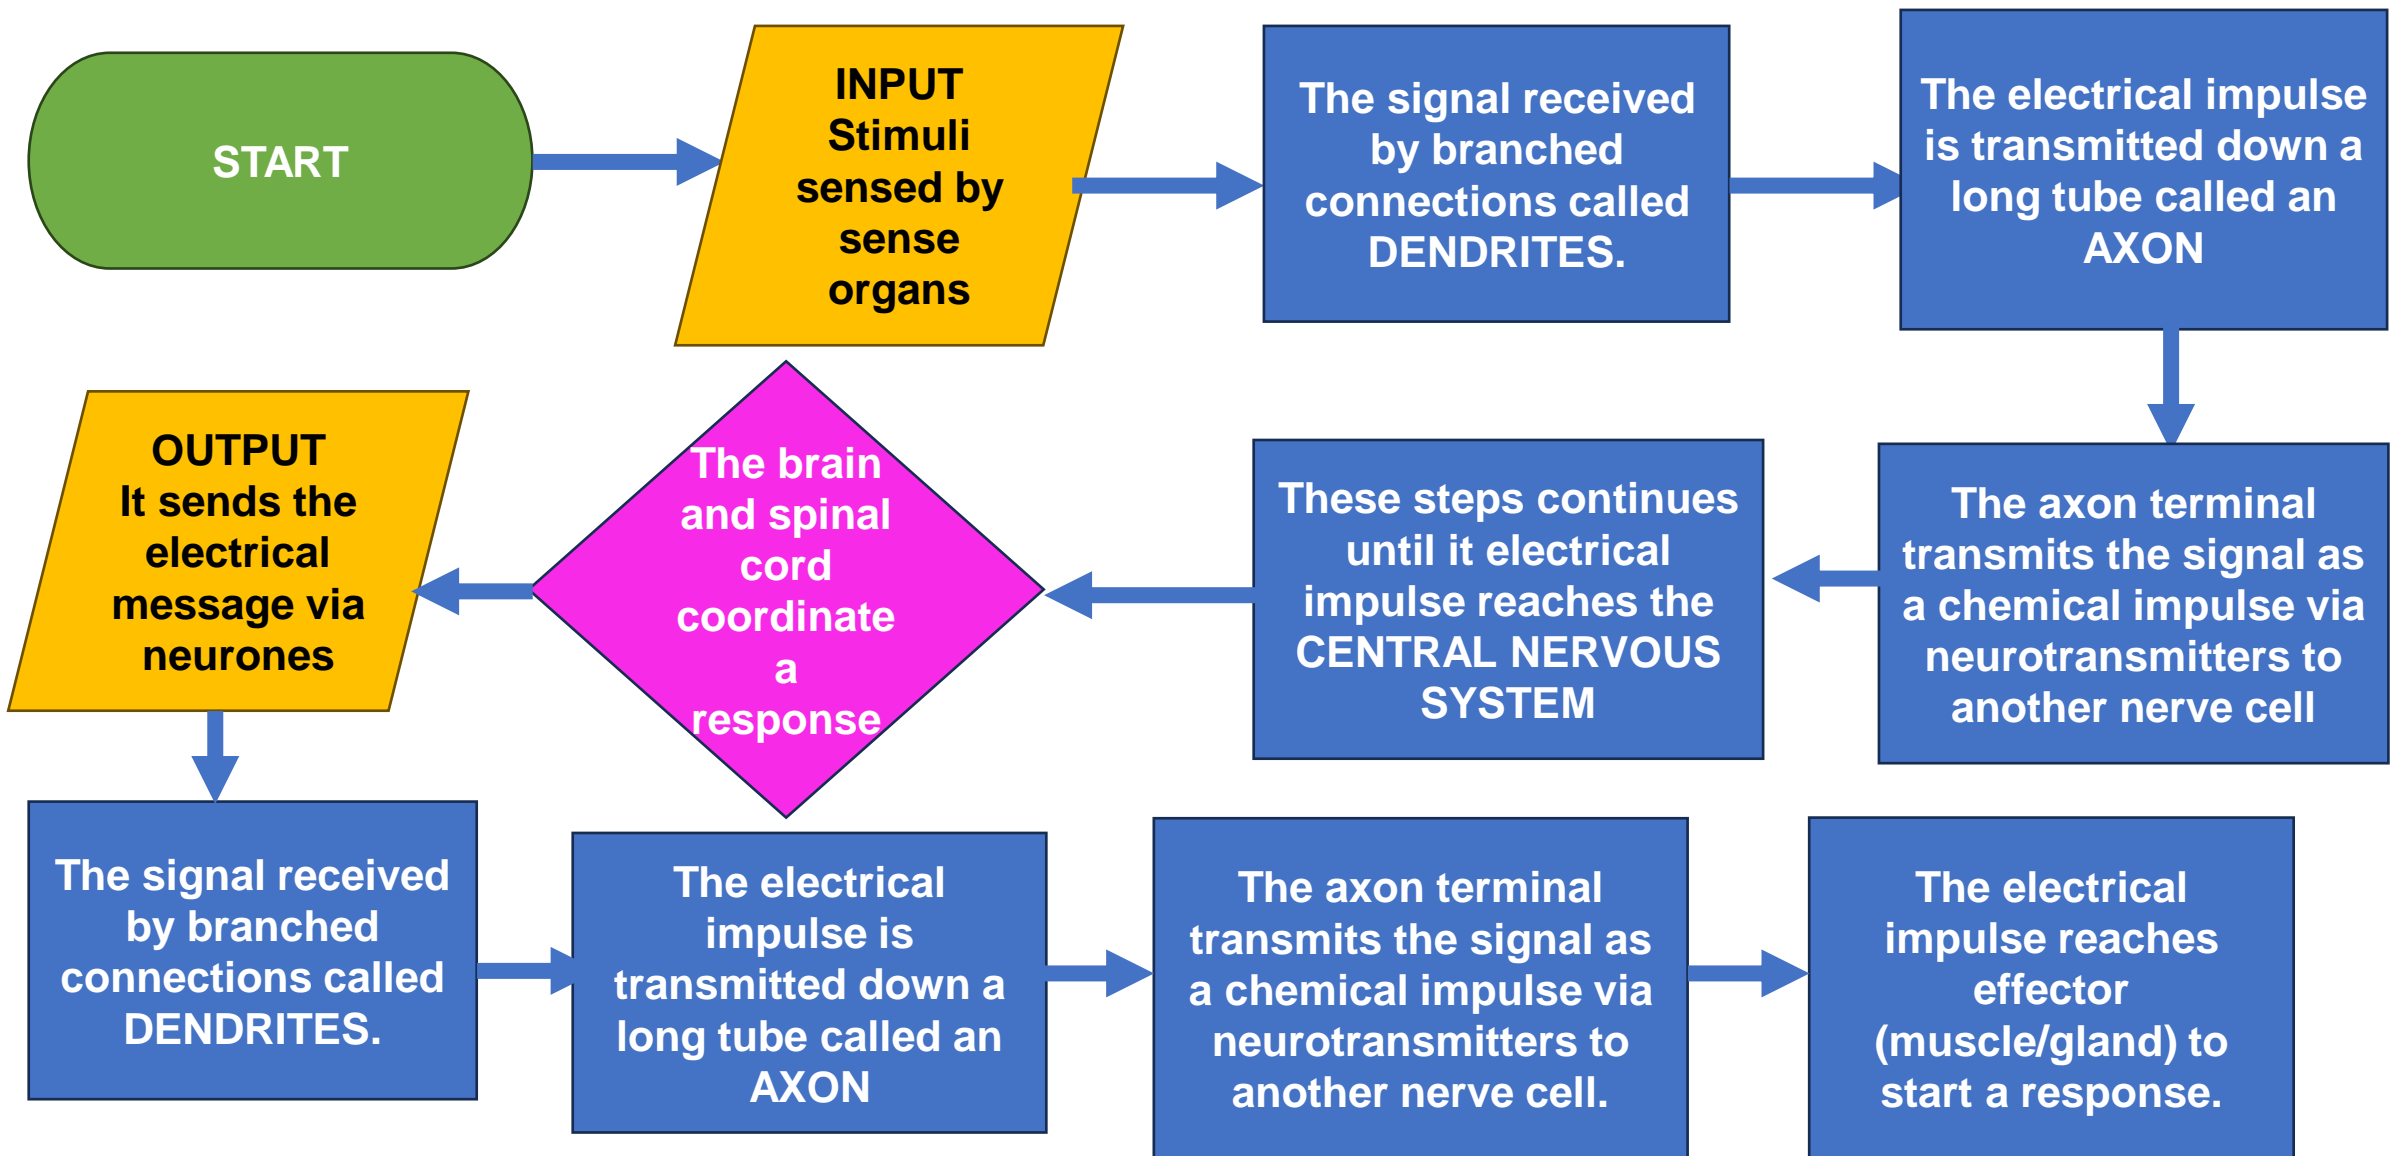 START
INPUT
Stimuli
sensed by
sense
organs
The signal received
by branched
connections called
DENDRITES.
The electrical impulse
is transmitted down a
long tube called an
AXON
The axon terminal
transmits the signal as
a chemical impulse via
neurotransmitters to
another nerve cell
These steps continues
until it electrical
impulse reaches the
CENTRAL NERVOUS
SYSTEM
The brain
and spinal
cord
coordinate
a
response
OUTPUT
It sends the
electrical
message via
neurones
The signal received
by branched
connections called
DENDRITES.
The electrical
impulse is
transmitted down a
long tube called an
AXON
The axon terminal
transmits the signal as
a chemical impulse via
neurotransmitters to
another nerve cell.
The electrical
impulse reaches
effector
(muscle/gland) to
start a response.